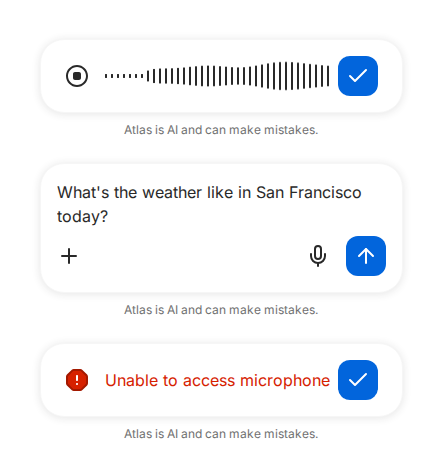 Atlas is AI and can make mistakes.
What's the weather like in San Francisco
today?
Atlas is AI and can make mistakes.
Unable to access microphone
Atlas is AI and can make mistakes.